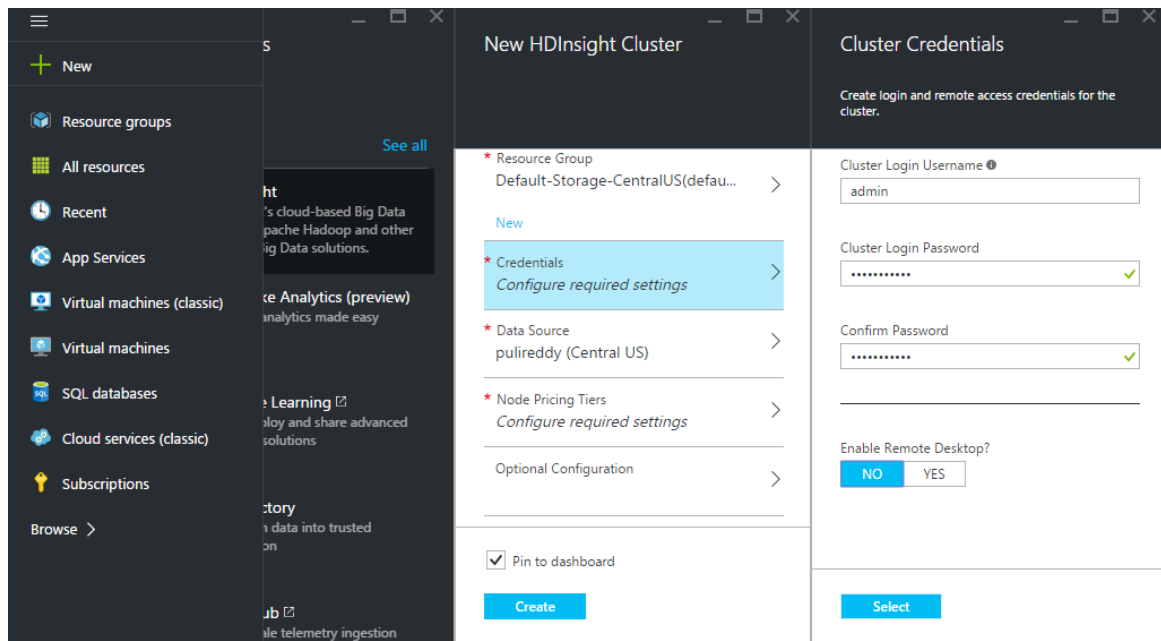 New
Resource groups
All resources
Recent
App Services
Virtual machines (classic)
Virtual machines
SQL databases
Cloud services (classic)
Subscriptions
Browse
s
See all
ht
's cloud-based Big Data
pache Hadoop and other
ig Data solutions.
ke Analytics (preview)
analytics made easy
e Learning
ploy and share advanced
solutions
ctory
n data into trusted
on
ub
ale telemetry ingestion
New HDInsight Cluster
* Resource Group
Default-Storage-CentralUS(defau...
New
* Credentials
Configure required settings
* Data Source
pulireddy (Central US)
* Node Pricing Tiers
Configure required settings
Optional Configuration
Pin to dashboard
Create
Cluster Credentials
Create login and remote access credentials for the
cluster.
Cluster Login Username
admin
Cluster Login Password
•••••••••••
Confirm Password
•••••••••••
Enable Remote Desktop?
NO YES
Select